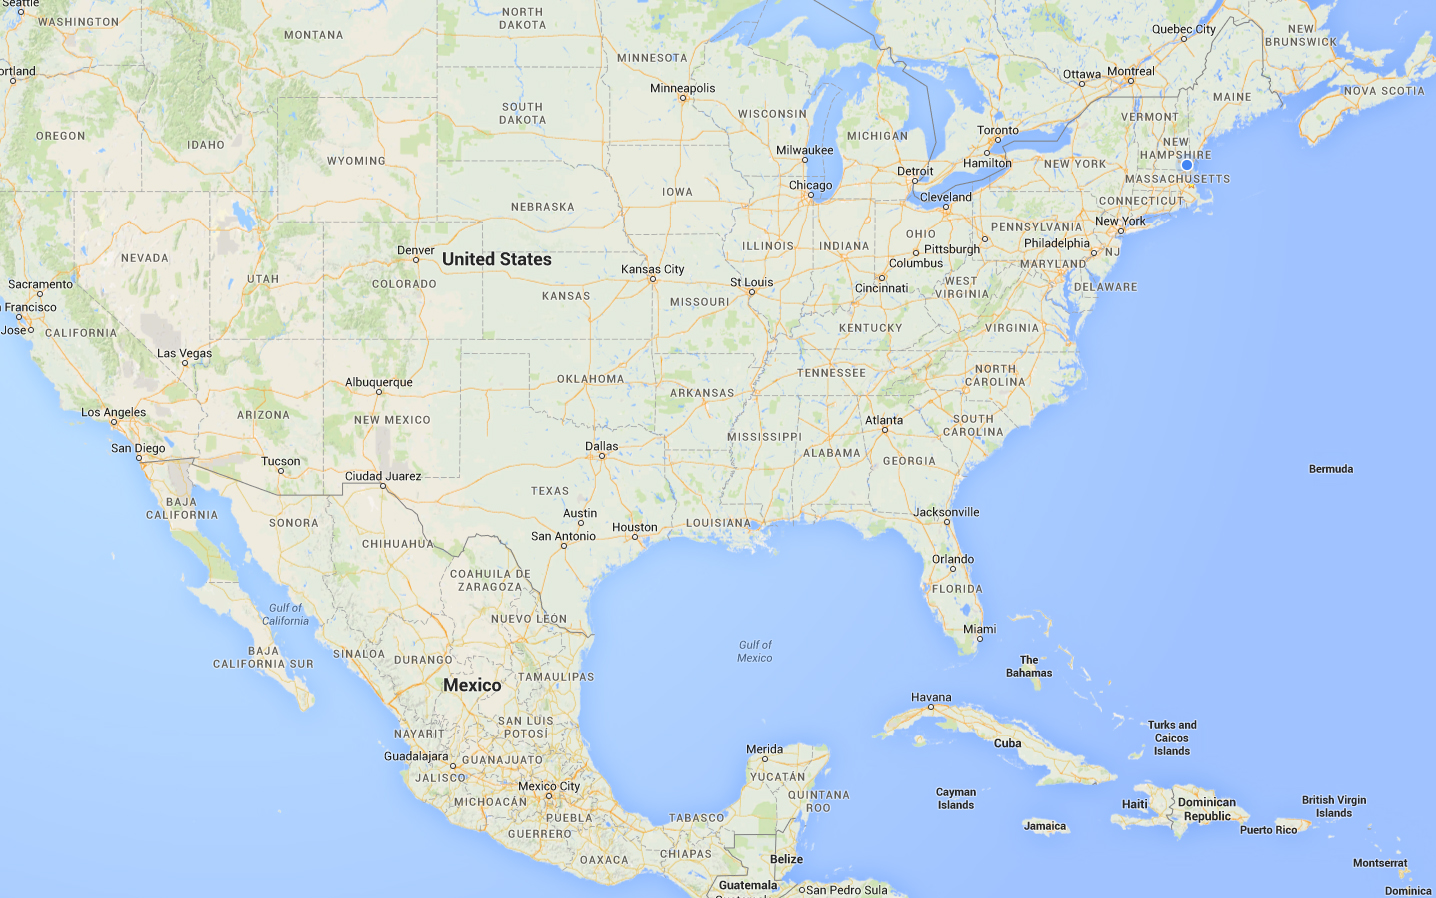 Seattle
WASHINGTON
MONTANA
NORTH
DAKOTA
MINNESOTA
Quebec City
NEW
BRUNSWICK
ortland
Minneapolis
Ottawa
Montreal
MAINE
NOVA SCOTIA
OREGON
IDAHO
SOUTH
DAKOTA
WISCONSIN
MICHIGAN
Toronto
VERMONT
WYOMING
Milwaukee
Hamilton
NEW YORK
NEW
HAMPSHIRE
IOWA
Chicago
Detroit
MASSACHUSETTS
NEBRASKA
Cleveland
CONNECTICUT
NEVADA
UTAH
Denver
United States
ILLINOIS
INDIANA
OHIO
Pittsburgh
PENNSYLVANIA
New York
Philadelphia
NJ
COLORADO
Kansas City
Columbus
MARYLAND
Sacramento
KANSAS
MISSOURI
St Louis
Cincinnati
WEST
VIRGINIA
DELAWARE
n Francisco
Jose
CALIFORNIA
KENTUCKY
VIRGINIA
Las Vegas
Albuquerque
OKLAHOMA
ARKANSAS
TENNESSEE
NORTH
CAROLINA
Los Angeles
ARIZONA
NEW MEXICO
Atlanta
SOUTH
CAROLINA
San Diego
Tucson
Ciudad Juarez
Dallas
MISSISSIPPI
ALABAMA
GEORGIA
Bermuda
BAJA
CALIFORNIA
SONORA
TEXAS
Austin
San Antonio
Houston
LOUISIANA
Jacksonville
CHIHUAHUA
COAHUILA DE
ZARAGOZA
Orlando
FLORIDA
Gulf of
California
NUEVO LEÓN
Miami
BAJA
CALIFORNIA SUR
SINALOA
DURANGO
Mexico
TAMAULIPAS
Gulf of
Mexico
The
Bahamas
Havana
NAYARIT
SAN LUIS
POTOSÍ
Cuba
Turks and
Caicos
Islands
Guadalajara
GUANAJUATO
Merida
JALISCO
Mexico City
YUCATÁN
QUINTANA
ROO
MICHOACÁN
PUEBLA
TABASCO
Cayman
Islands
Haiti
Dominican
Republic
British Virgin
Islands
GUERRERO
Jamaica
Puerto Rico
OAXACA
CHIAPAS
Belize
Montserrat
Guatemala
San Pedro Sula
Dominica